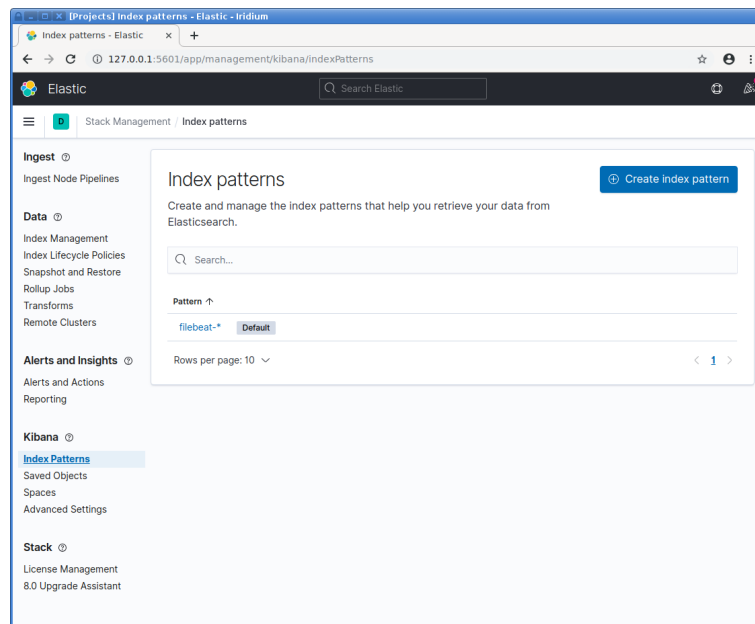 [Projects] Index patterns - Elastic - Iridium
Index patterns - Elastic
127.0.0.1:5601/app/management/kibana/indexPatterns
Elastic
Search Elastic
D
Stack Management / Index patterns
Ingest
Ingest Node Pipelines
Data
Index Management
Index Lifecycle Policies
Snapshot and Restore
Rollup Jobs
Transforms
Remote Clusters
Alerts and Insights
Alerts and Actions
Reporting
Kibana
Index Patterns
Saved Objects
Spaces
Advanced Settings
Stack
License Management
8.0 Upgrade Assistant
Index patterns
Create index pattern
Create and manage the index patterns that help you retrieve your data from
Elasticsearch.
Search...
Pattern
filebeat-* Default
Rows per page: 10
1